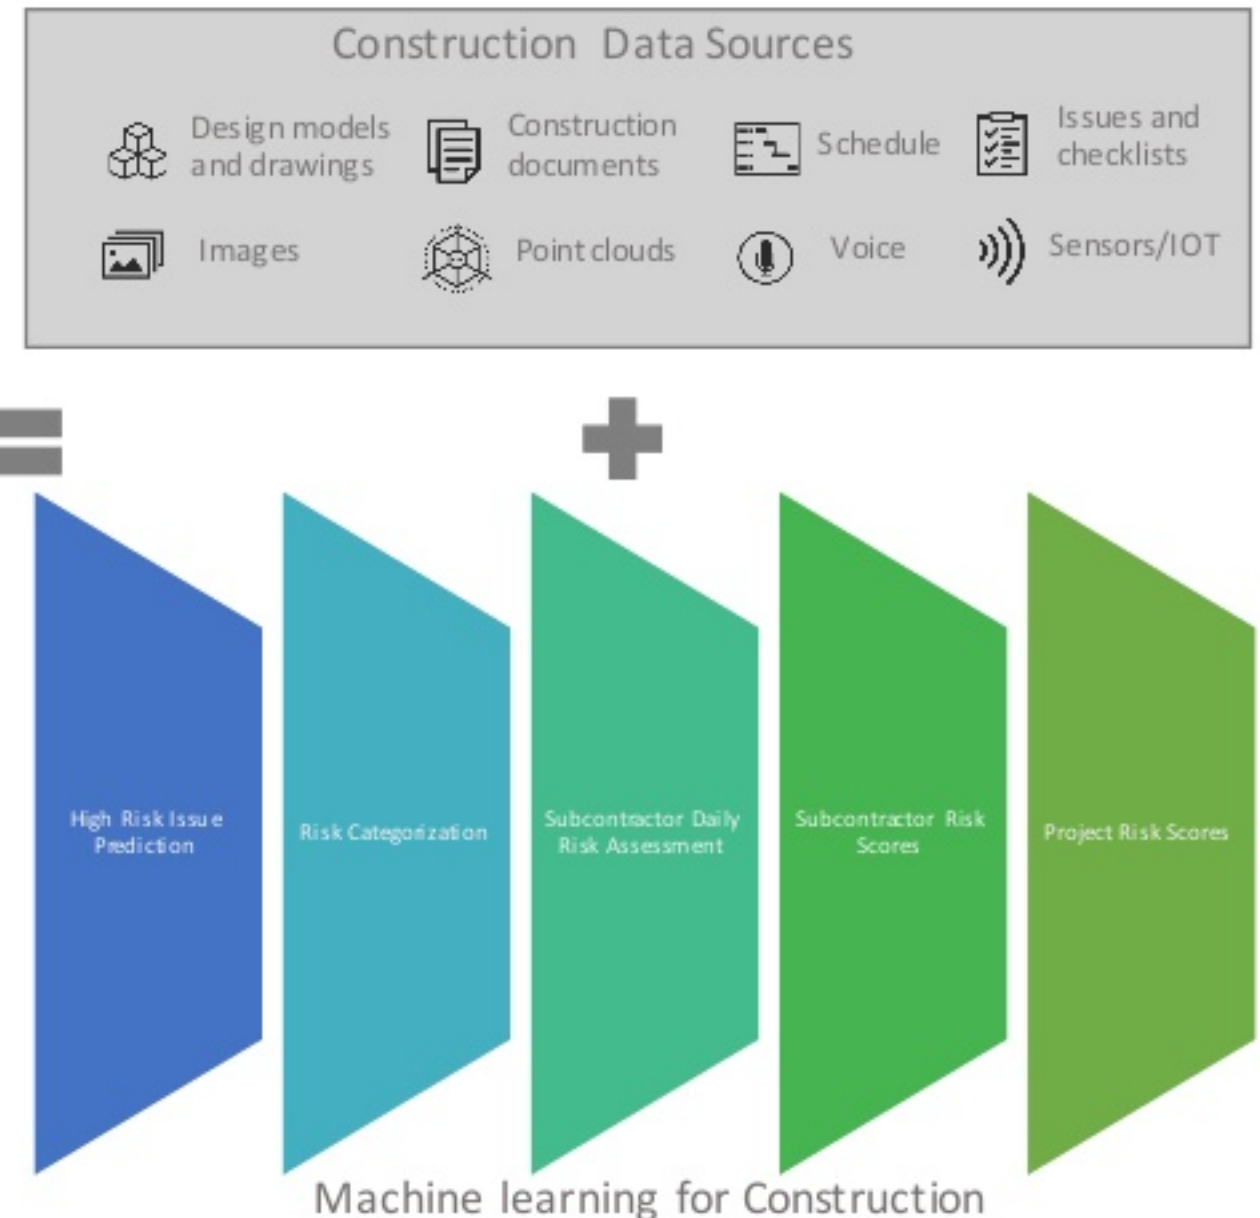 Construction Data Sources
Design models
and drawings
Construction
documents
Schedule
Issues and
checklists
Images
Point clouds
Voice
Sensors/IOT
=
+
High Risk Issue
Prediction
Risk Categorization
Subcontractor Daily
Risk Assessment
Subcontractor Risk
Scores
Project Risk Scores
Machine learning for Construction